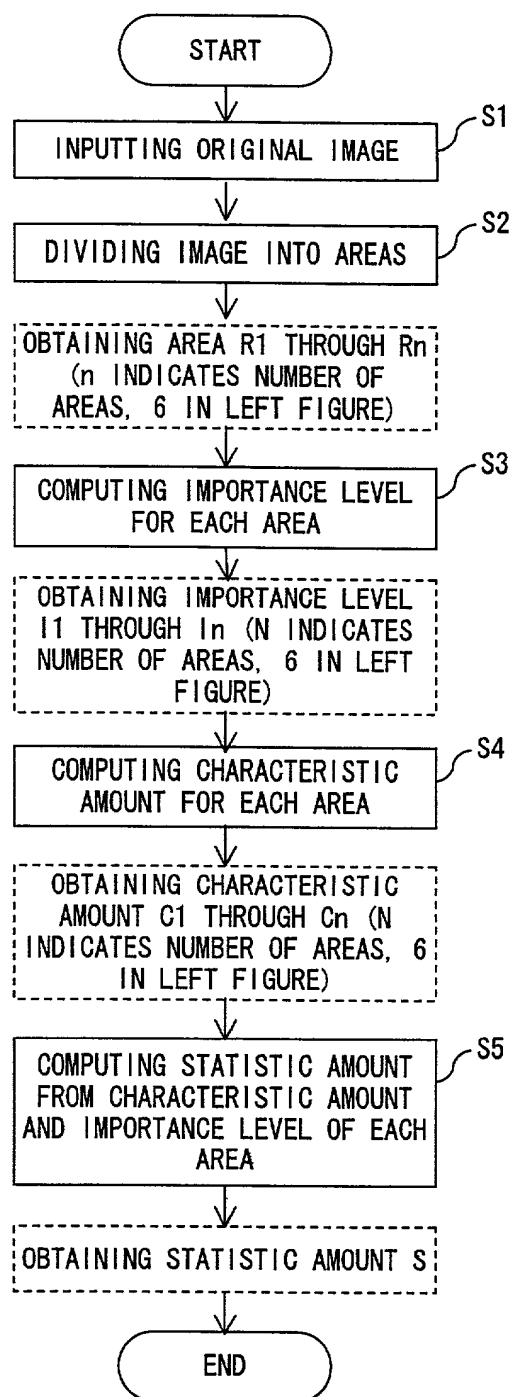 START
S1
INPUTTING ORIGINAL IMAGE
S2
DIVIDING IMAGE INTO AREAS
OBTAINING AREA R1 THROUGH Rn
(n INDICATES NUMBER OF
AREAS, 6 IN LEFT FIGURE)
S3
COMPUTING IMPORTANCE LEVEL
FOR EACH AREA
OBTAINING IMPORTANCE LEVEL
I1 THROUGH In (N INDICATES
NUMBER OF AREAS, 6 IN LEFT
FIGURE)
S4
COMPUTING CHARACTERISTIC
AMOUNT FOR EACH AREA
OBTAINING CHARACTERISTIC
AMOUNT C1 THROUGH Cn (N
INDICATES NUMBER OF AREAS, 6
IN LEFT FIGURE)
S5
COMPUTING STATISTIC AMOUNT
FROM CHARACTERISTIC AMOUNT
AND IMPORTANCE LEVEL OF EACH
AREA
OBTAINING STATISTIC AMOUNT S
END